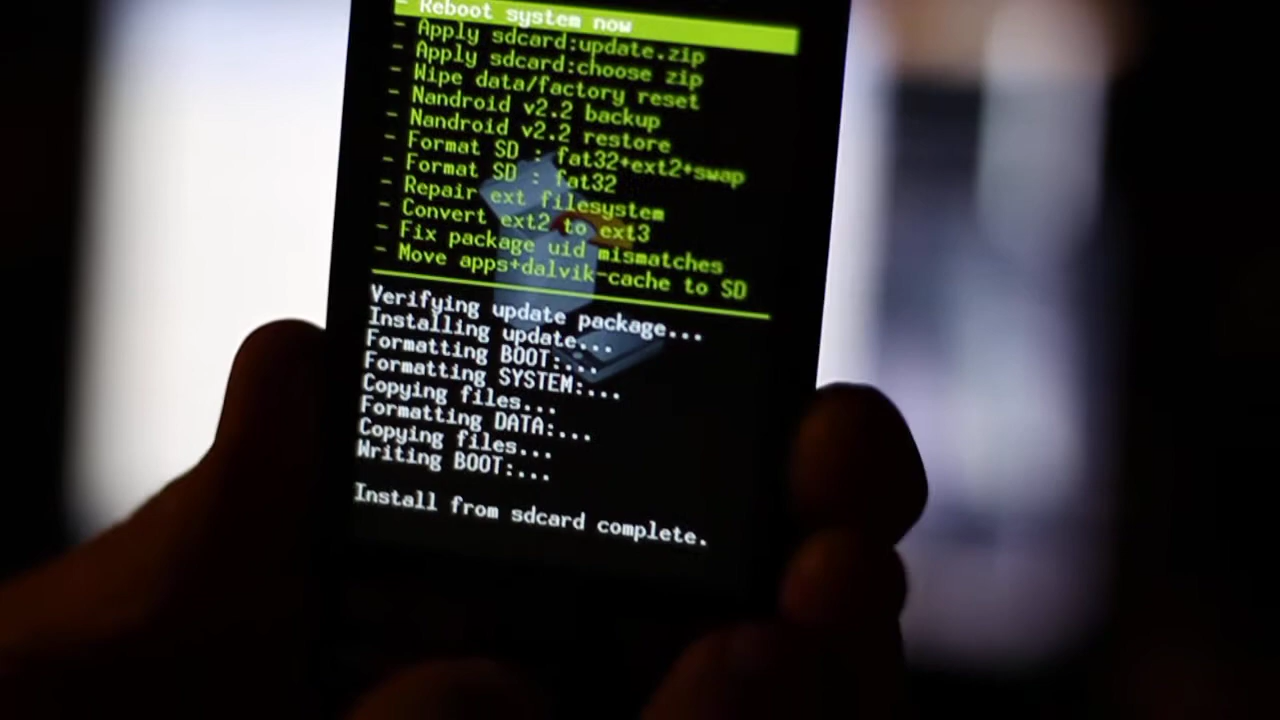 - Reboot system now
- Apply sdcard:update.zip
- Apply sdcard:choose zip
- Wipe data/factory reset
- Nandroid v2.2 backup
- Nandroid v2.2 restore
- Format SD : fat32+ext2+swap
- Format SD : fat32
- Repair ext filesystem
- Convert ext2 to ext3
- Fix package uid mismatches
- Move apps+dalvik-cache to SD
Verifying update package...
Installing update...
Formatting BOOT:...
Formatting SYSTEM:...
Copying files...
Formatting DATA:...
Copying files...
Writing BOOT:...
Install from sdcard complete.